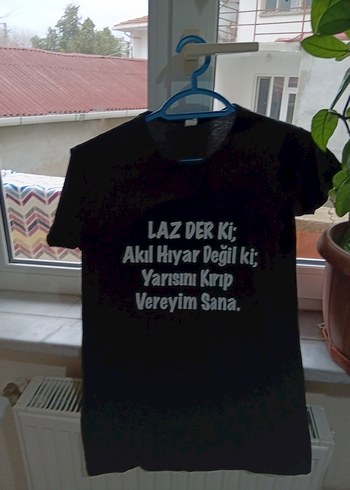 LAZ DER Ki;
Akıl Hıyar Değil ki;
Yarısını Kırıp
Vereyim Sana.